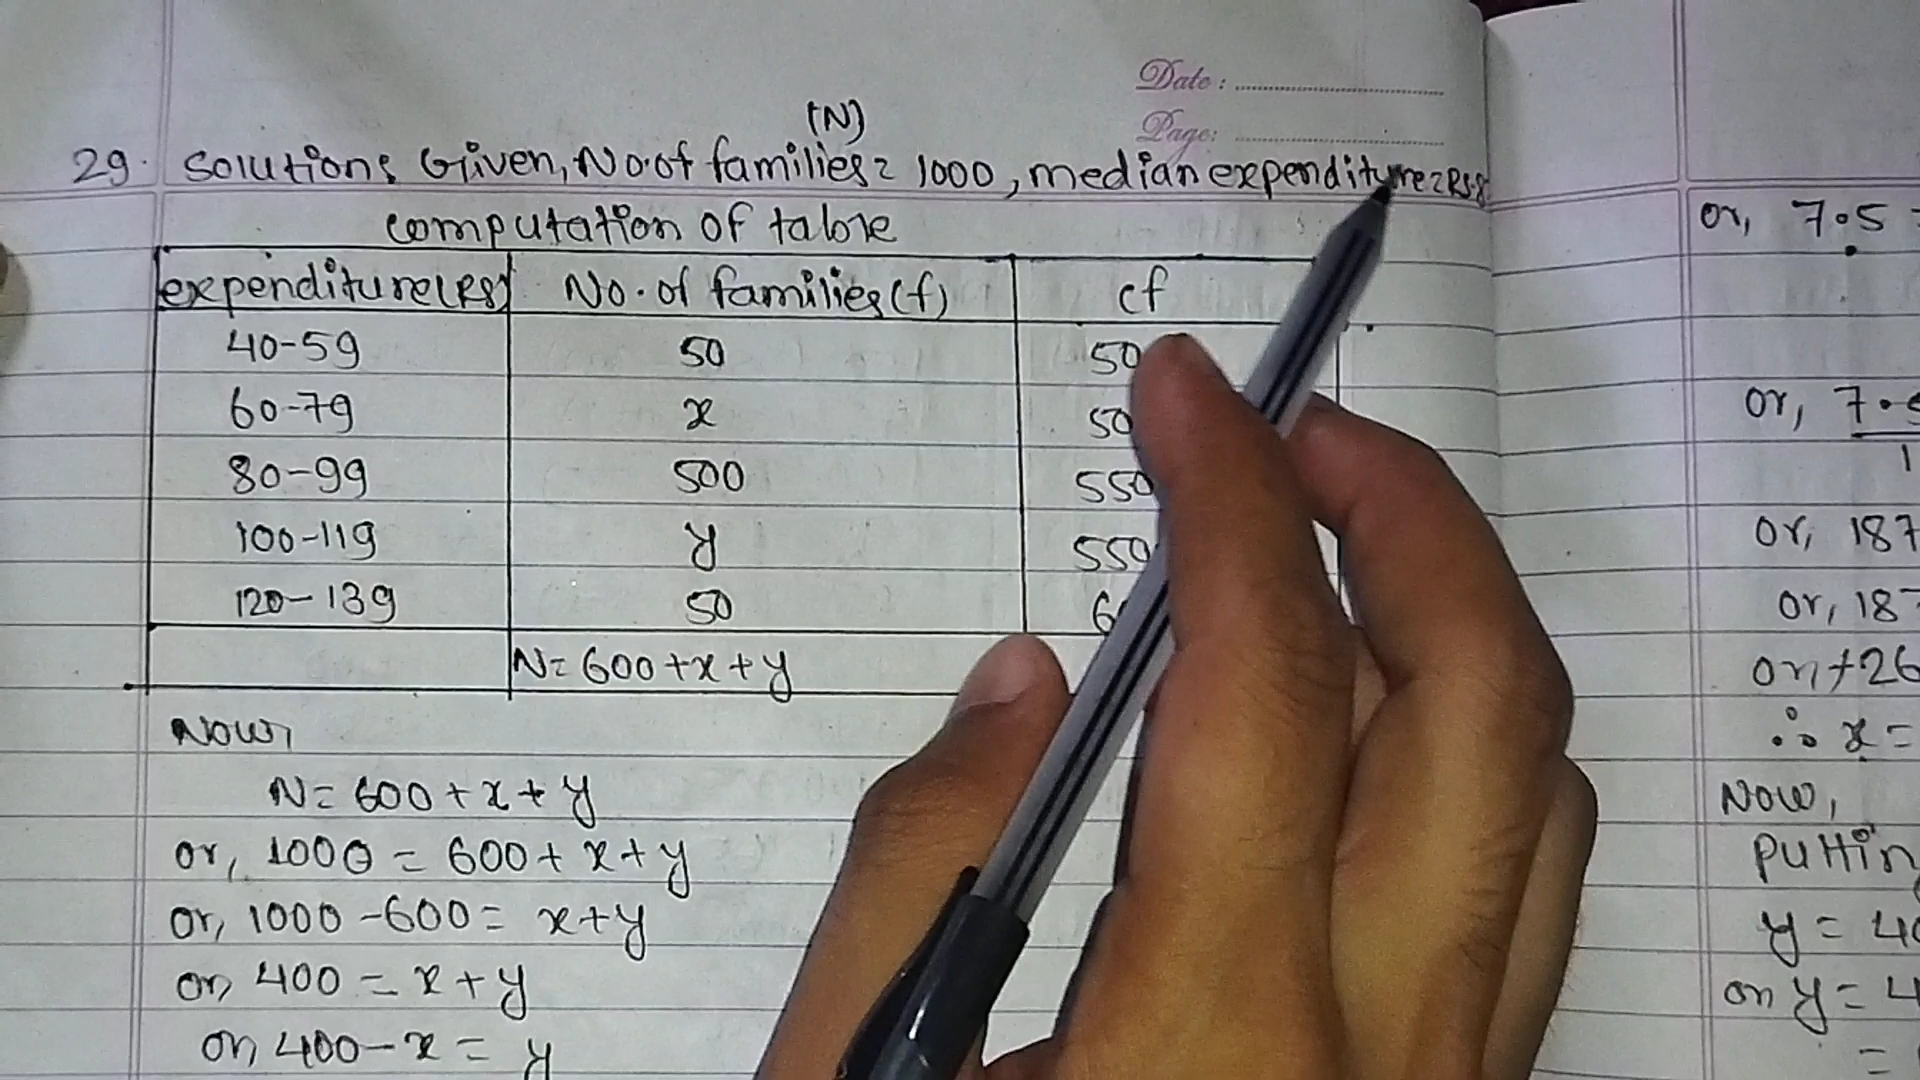 Date :
Page:
(N)
29. Solution: Given, No. of families = 1000, median expenditure = Rs.
computation of table
expenditure (RS) No. of families (f) cf
40-59 50 50
60-79 x 50
80-99 500 550
100-119 y 550
120-139 50
N = 600 + x + y
Now,
N = 600 + x + y
or, 1000 = 600 + x + y
or, 1000 - 600 = x + y
or, 400 = x + y
or, 400 - x = y
or, 7.5
or, 7.
or, 187
or, 18
or, +26
∴ x =
Now,
y =
or y = 4
=